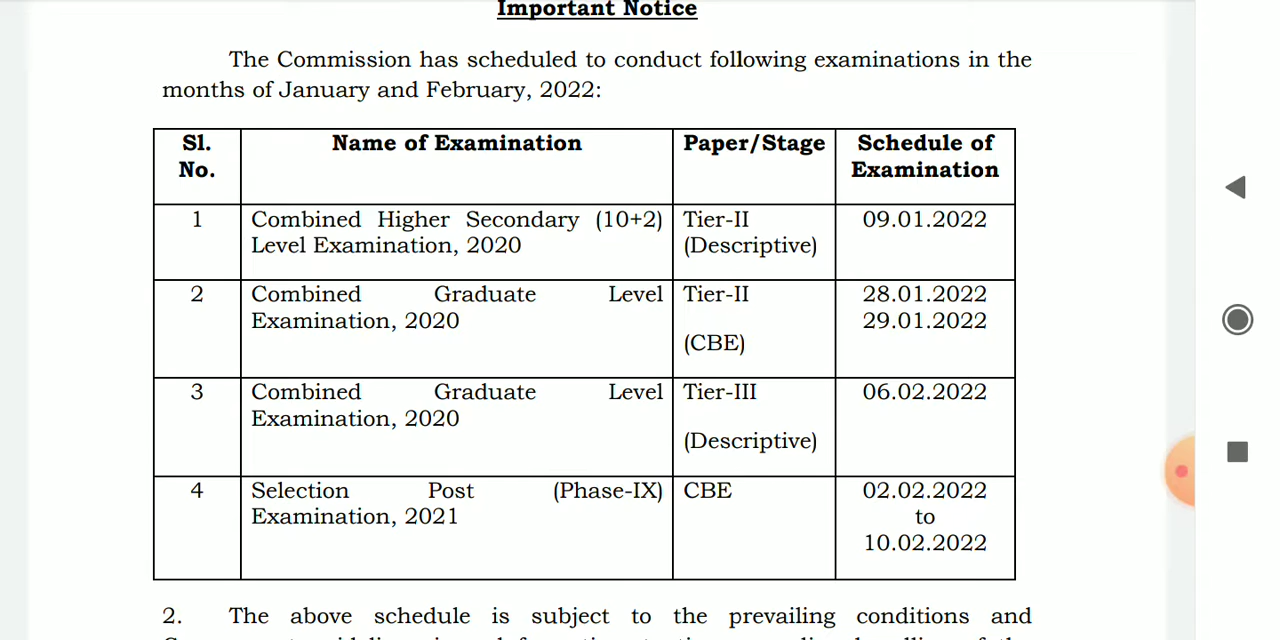 Important Notice
The Commission has scheduled to conduct following examinations in the
months of January and February, 2022:
Sl. No.
Name of Examination
Paper/Stage
Schedule of Examination
1
Combined Higher Secondary (10+2)
Level Examination, 2020
Tier-II
(Descriptive)
09.01.2022
2
Combined Graduate Level
Examination, 2020
Tier-II
(CBE)
28.01.2022
29.01.2022
3
Combined Graduate Level
Examination, 2020
Tier-III
(Descriptive)
06.02.2022
4
Selection Post (Phase-IX)
Examination, 2021
CBE
02.02.2022
to
10.02.2022
2. The above schedule is subject to the prevailing conditions and